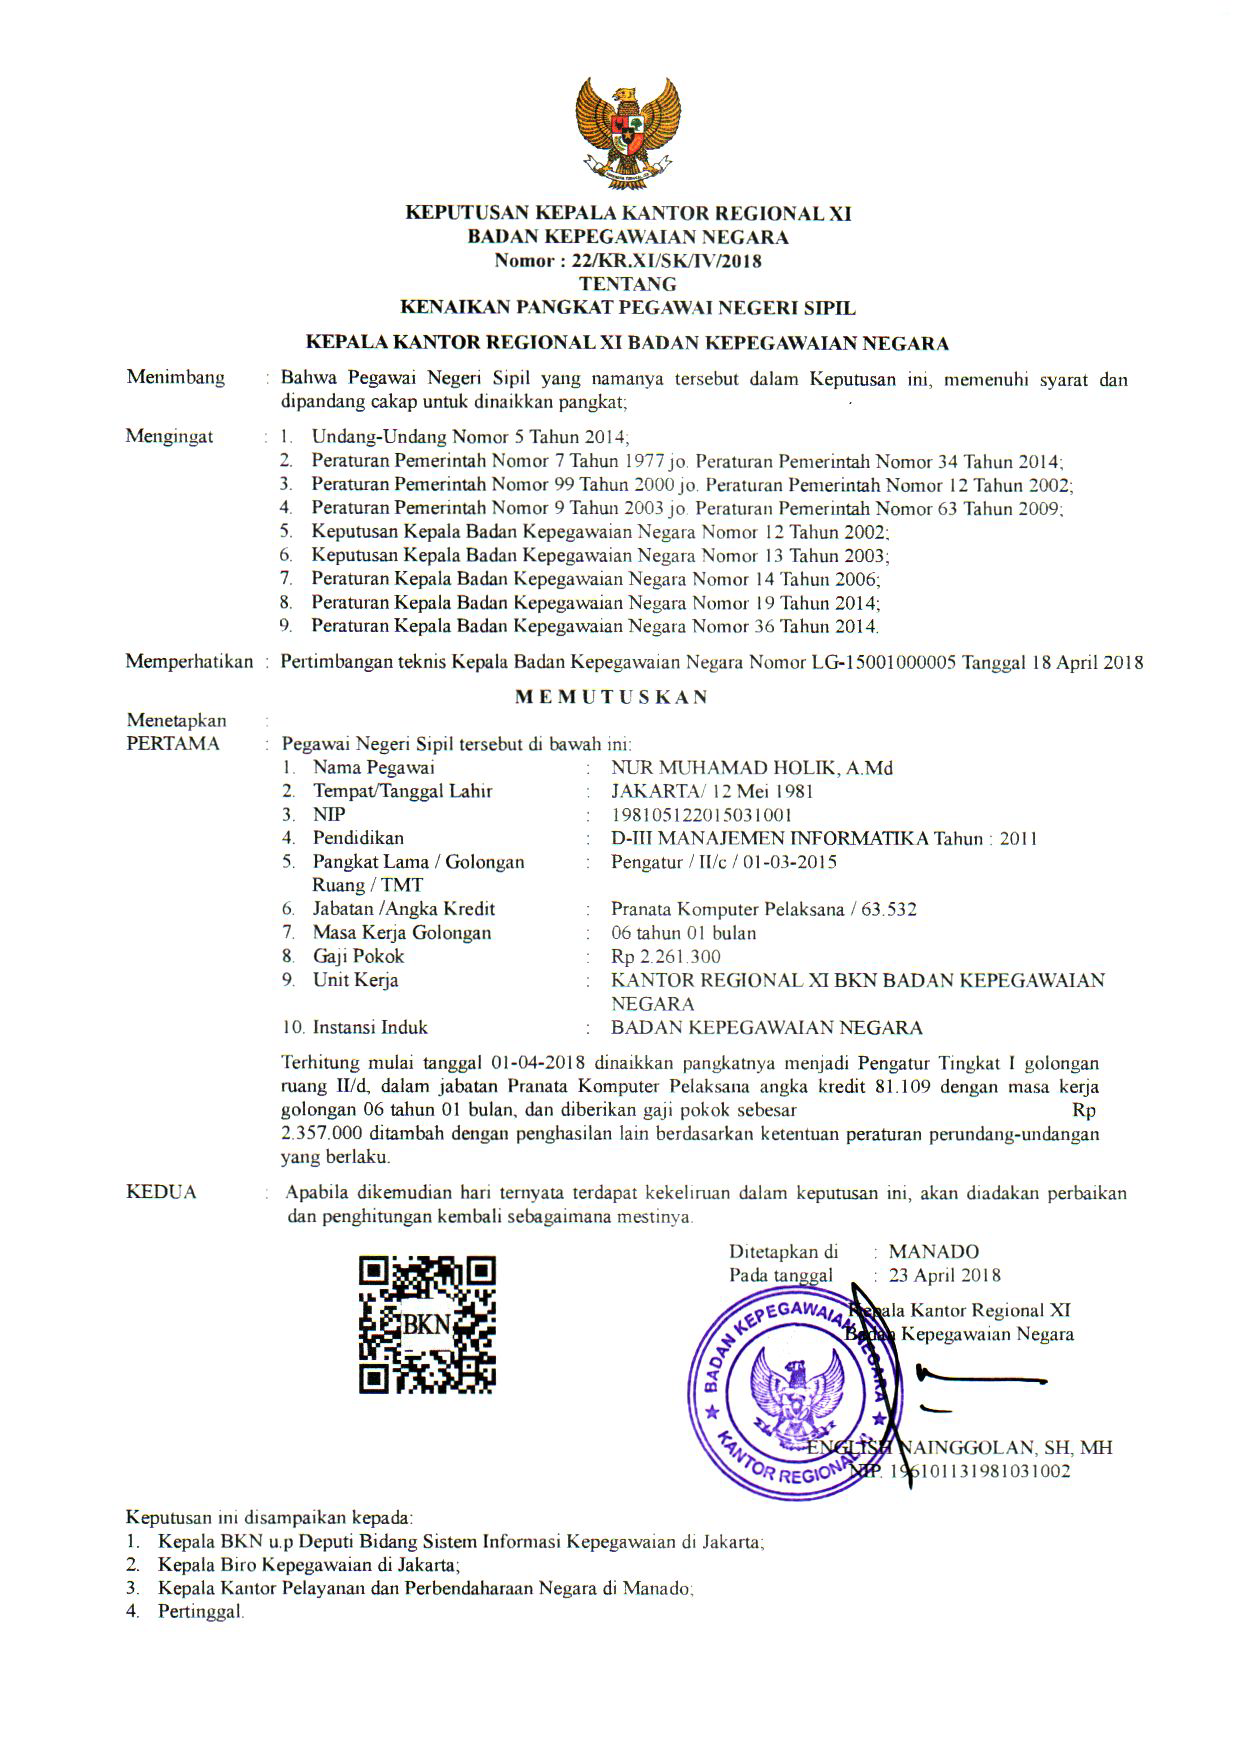 KEPUTUSAN KEPALA KANTOR REGIONAL XI
BADAN KEPEGAWAIAN NEGARA
Nomor : 22/KR.XI/SK/IV/2018
TENTANG
KENAIKAN PANGKAT PEGAWAI NEGERI SIPIL
KEPALA KANTOR REGIONAL XI BADAN KEPEGAWAIAN NEGARA
Menimbang : Bahwa Pegawai Negeri Sipil yang namanya tersebut dalam Keputusan ini, memenuhi syarat dan
dipandang cakap untuk dinaikkan pangkat;
Mengingat : 1. Undang-Undang Nomor 5 Tahun 2014;
2. Peraturan Pemerintah Nomor 7 Tahun 1977 jo. Peraturan Pemerintah Nomor 34 Tahun 2014;
3. Peraturan Pemerintah Nomor 99 Tahun 2000 jo. Peraturan Pemerintah Nomor 12 Tahun 2002;
4. Peraturan Pemerintah Nomor 9 Tahun 2003 jo. Peraturan Pemerintah Nomor 63 Tahun 2009;
5. Keputusan Kepala Badan Kepegawaian Negara Nomor 12 Tahun 2002;
6. Keputusan Kepala Badan Kepegawaian Negara Nomor 13 Tahun 2003;
7. Peraturan Kepala Badan Kepegawaian Negara Nomor 14 Tahun 2006;
8. Peraturan Kepala Badan Kepegawaian Negara Nomor 19 Tahun 2014;
9. Peraturan Kepala Badan Kepegawaian Negara Nomor 36 Tahun 2014.
Memperhatikan : Pertimbangan teknis Kepala Badan Kepegawaian Negara Nomor LG-15001000005 Tanggal 18 April 2018
M E M U T U S K A N
Menetapkan :
PERTAMA : Pegawai Negeri Sipil tersebut di bawah ini:
1. Nama Pegawai : NUR MUHAMAD HOLIK, A.Md
2. Tempat/Tanggal Lahir : JAKARTA/ 12 Mei 1981
3. NIP : 198105122015031001
4. Pendidikan : D-III MANAJEMEN INFORMATIKA Tahun : 2011
5. Pangkat Lama / Golongan : Pengatur / II/c / 01-03-2015
Ruang / TMT
6. Jabatan /Angka Kredit : Pranata Komputer Pelaksana / 63.532
7. Masa Kerja Golongan : 06 tahun 01 bulan
8. Gaji Pokok : Rp 2.261.300
9. Unit Kerja : KANTOR REGIONAL XI BKN BADAN KEPEGAWAIAN
NEGARA
10. Instansi Induk : BADAN KEPEGAWAIAN NEGARA
Terhitung mulai tanggal 01-04-2018 dinaikkan pangkatnya menjadi Pengatur Tingkat I golongan
ruang II/d, dalam jabatan Pranata Komputer Pelaksana angka kredit 81.109 dengan masa kerja
golongan 06 tahun 01 bulan, dan diberikan gaji pokok sebesar Rp
2.357.000 ditambah dengan penghasilan lain berdasarkan ketentuan peraturan perundang-undangan
yang berlaku.
KEDUA : Apabila dikemudian hari ternyata terdapat kekeliruan dalam keputusan ini, akan diadakan perbaikan
dan penghitungan kembali sebagaimana mestinya.
Ditetapkan di : MANADO
Pada tanggal : 23 April 2018
Kepala Kantor Regional XI
Badan Kepegawaian Negara
BKN
BADAN KEPEGAWAIAN NEGARA
KANTOR REGIONAL XI
ENGLISH NAINGGOLAN, SH, MH
NIP. 196101131981031002
Keputusan ini disampaikan kepada:
1. Kepala BKN u.p Deputi Bidang Sistem Informasi Kepegawaian di Jakarta;
2. Kepala Biro Kepegawaian di Jakarta;
3. Kepala Kantor Pelayanan dan Perbendaharaan Negara di Manado;
4. Pertinggal.